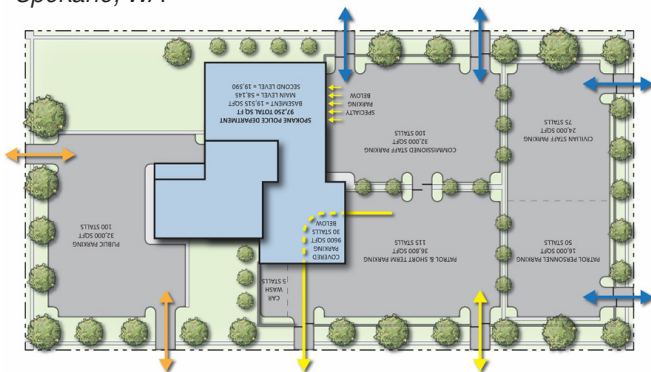 Spokane, WA
SPOKANE POLICE DEPARTMENT
97,250 TOTAL SQ FT
BASEMENT = 19,515 SQFT
MAIN LEVEL = 58,145
SECOND LEVEL = 19,590
SPECIALTY
PARKING
BELOW
COMMISSIONED STAFF PARKING
32,000 SQFT
100 STALLS
CIVILIAN STAFF PARKING
24,000 SQFT
75 STALLS
PUBLIC PARKING
32,000 SQFT
100 STALLS
COVERED
PARKING
9600 SQFT
30 STALLS
BELOW
PATROL & SHORT TERM PARKING
36,800 SQFT
115 STALLS
PATROL PERSONNEL PARKING
16,000 SQFT
50 STALLS
CAR
WASH
5 STALLS